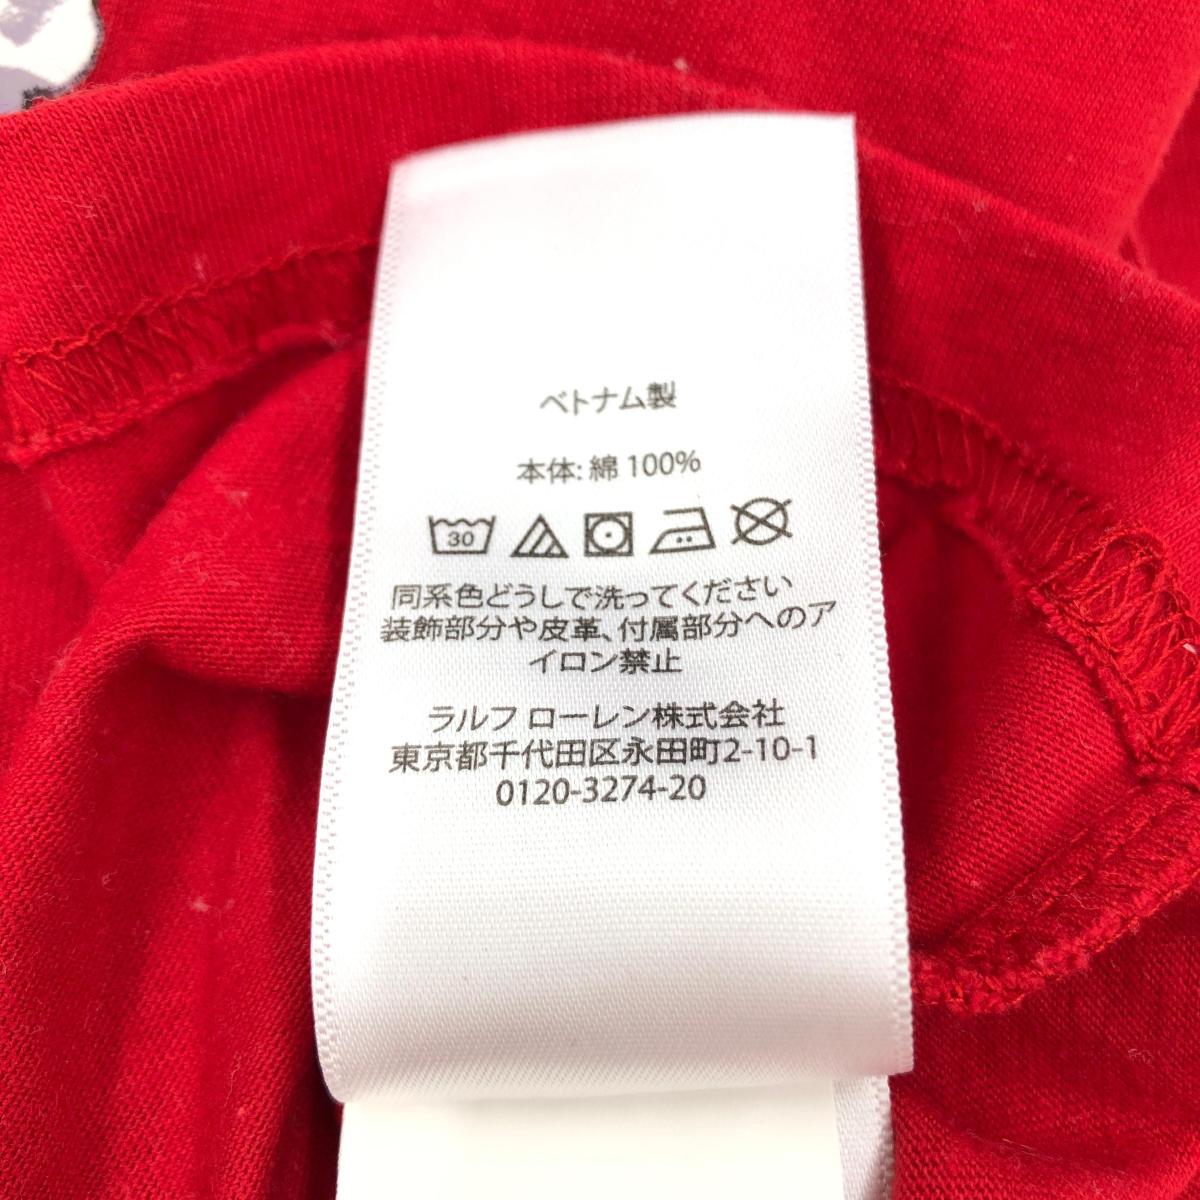 ベトナム製
本体: 綿 100%
30
同系色どうしで洗ってください
装飾部分や皮革、付属部分へのア
イロン禁止
ラルフ ローレン株式会社
東京都千代田区永田町2-10-1
0120-3274-20